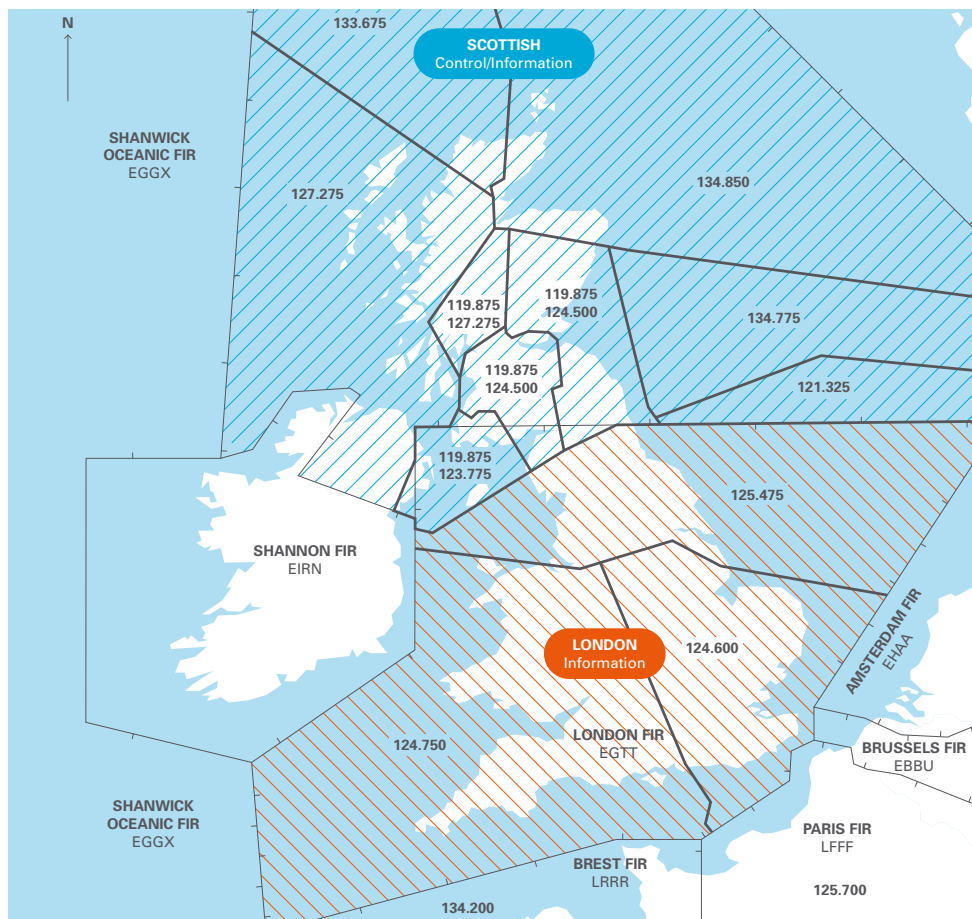 N
133.675
SCOTTISH
Control/Information
SHANWICK
OCEANIC FIR
EGGX
127.275
134.850
119.875
127.275
119.875
124.500
134.775
119.875
124.500
121.325
119.875
123.775
125.475
SHANNON FIR
EIRN
AMSTERDAM FIR
EHAA
LONDON
Information
124.600
124.750
LONDON FIR
EGTT
BRUSSELS FIR
EBBU
SHANWICK
OCEANIC FIR
EGGX
PARIS FIR
LFFF
BREST FIR
LRRR
125.700
134.200